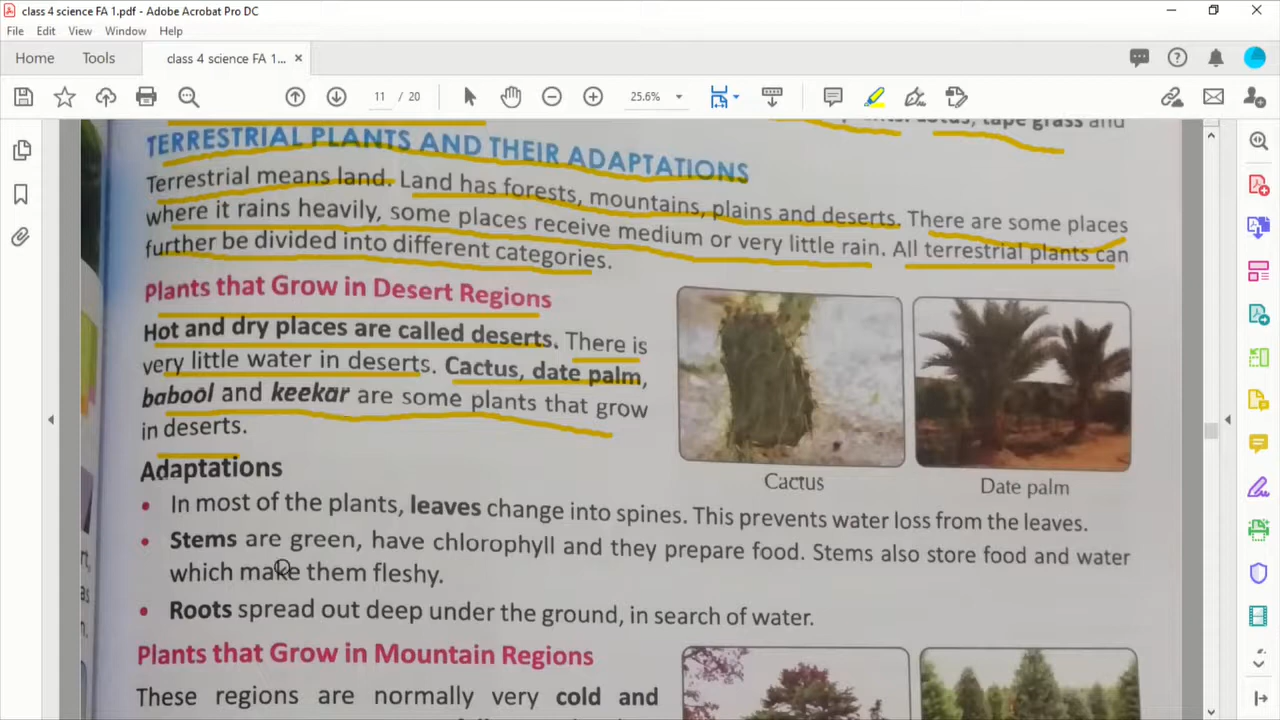 class 4 science FA 1.pdf - Adobe Acrobat Pro DC
File Edit View Window Help
Home Tools class 4 science FA 1... ×
11 / 20 25.6%
tape grass and
TERRESTRIAL PLANTS AND THEIR ADAPTATIONS
Terrestrial means land. Land has forests, mountains, plains and deserts. There are some places
where it rains heavily, some places receive medium or very little rain. All terrestrial plants can
further be divided into different categories.
Plants that Grow in Desert Regions
Hot and dry places are called deserts. There is
very little water in deserts. Cactus, date palm,
babool and keekar are some plants that grow
in deserts.
Cactus
Date palm
Adaptations
• In most of the plants, leaves change into spines. This prevents water loss from the leaves.
• Stems are green, have chlorophyll and they prepare food. Stems also store food and water
which make them fleshy.
• Roots spread out deep under the ground, in search of water.
Plants that Grow in Mountain Regions
These regions are normally very cold and